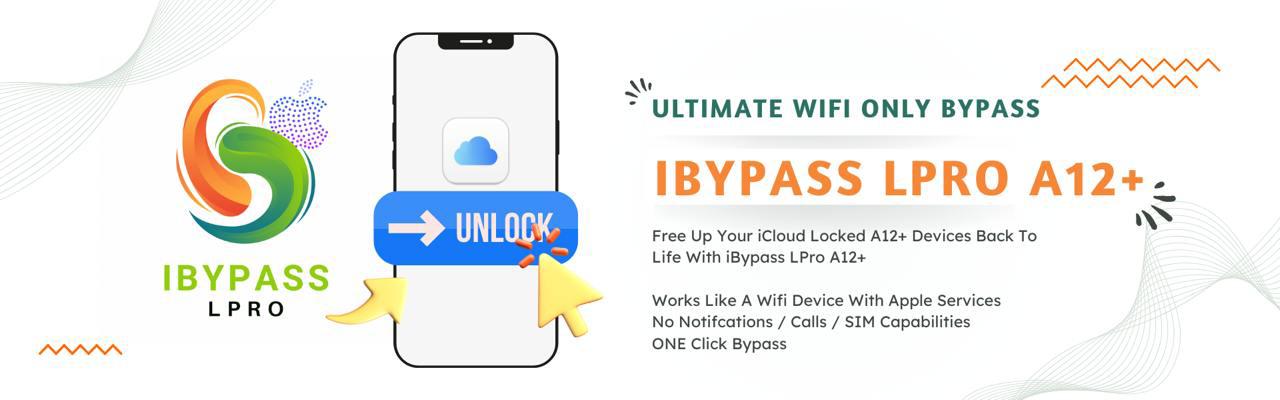 IBYPASS
LPRO
UNLOCK
ULTIMATE WIFI ONLY BYPASS
IBYPASS LPRO A12+
Free Up Your iCloud Locked A12+ Devices Back To
Life With iBypass LPro A12+
Works Like A Wifi Device With Apple Services
No Notifcations / Calls / SIM Capabilities
ONE Click Bypass